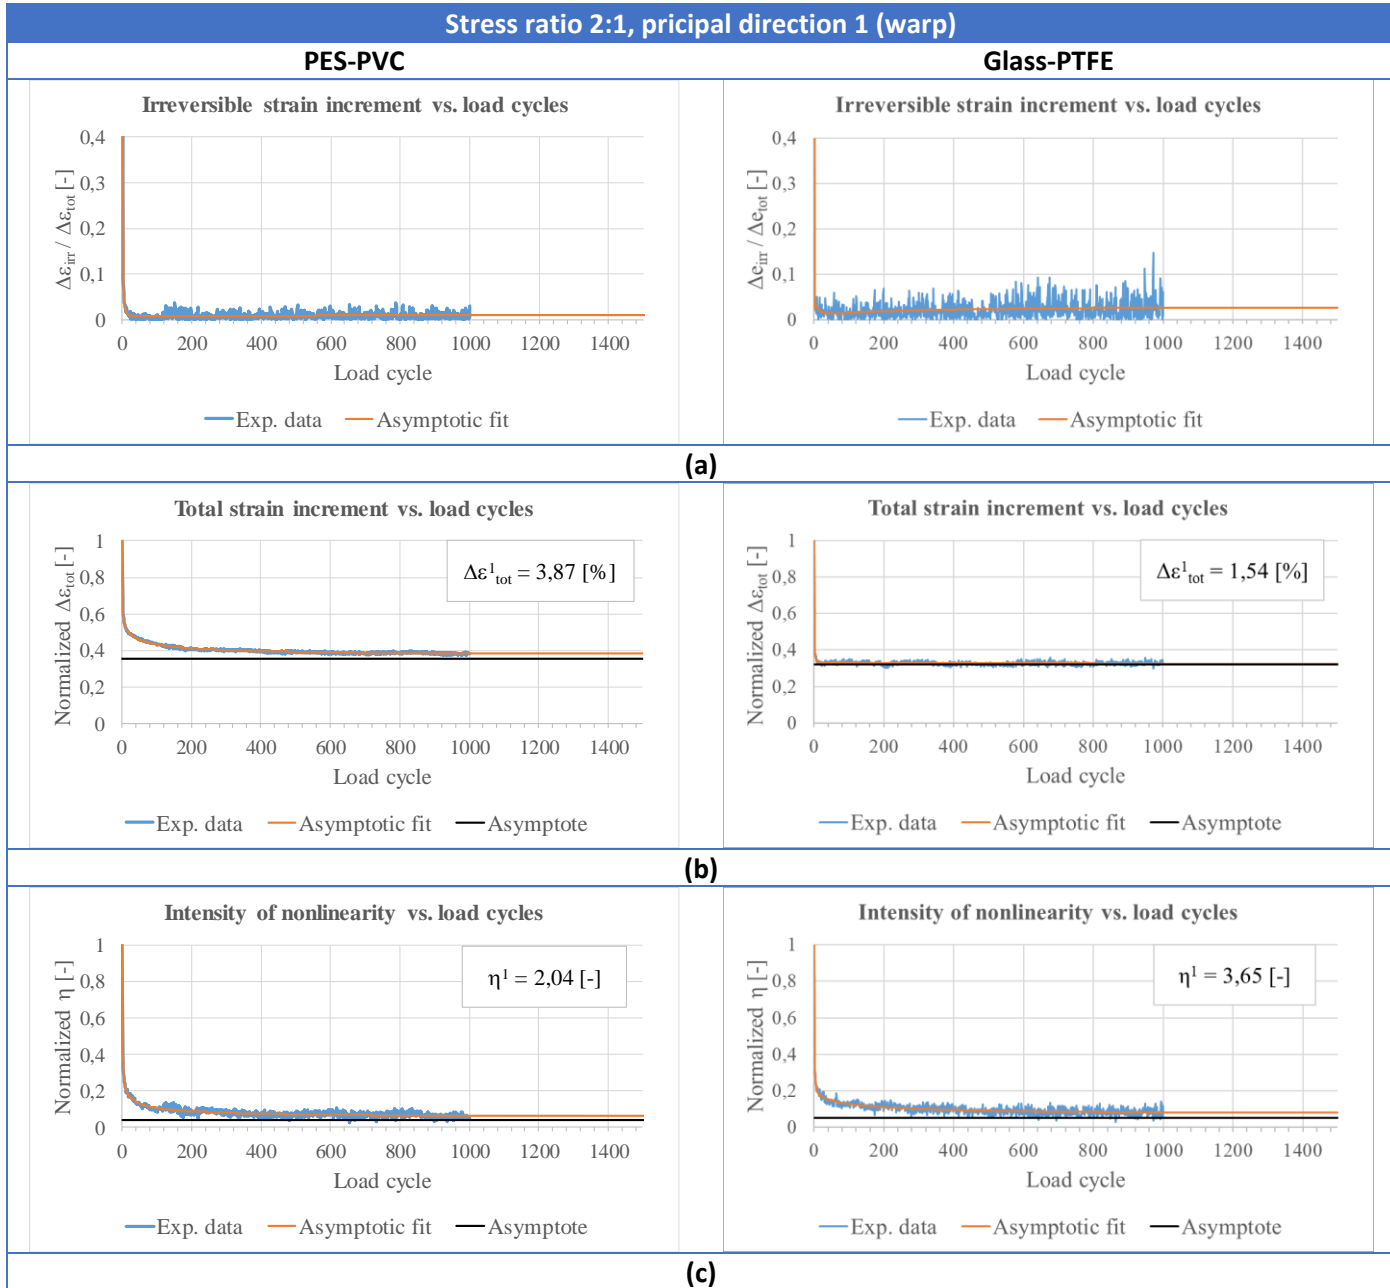 Stress ratio 2:1, pricipal direction 1 (warp)
PES-PVC
Glass-PTFE
Irreversible strain increment vs. load cycles
Δεirr / Δεtot [-]
0,4
0,3
0,2
0,1
0
0 200 400 600 800 1000 1200 1400
Load cycle
Exp. data Asymptotic fit
Irreversible strain increment vs. load cycles
Δeirr / Δetot [-]
0,4
0,3
0,2
0,1
0
0 200 400 600 800 1000 1200 1400
Load cycle
Exp. data Asymptotic fit
(a)
Total strain increment vs. load cycles
Normalized Δεtot [-]
1
0,8
0,6
0,4
0,2
0
Δε¹tot = 3,87 [%]
0 200 400 600 800 1000 1200 1400
Load cycle
Exp. data Asymptotic fit Asymptote
Total strain increment vs. load cycles
Normalized Δεtot [-]
1
0,8
0,6
0,4
0,2
0
Δε¹tot = 1,54 [%]
0 200 400 600 800 1000 1200 1400
Load cycle
Exp. data Asymptotic fit Asymptote
(b)
Intensity of nonlinearity vs. load cycles
Normalized η [-]
1
0,8
0,6
0,4
0,2
0
η¹ = 2,04 [-]
0 200 400 600 800 1000 1200 1400
Load cycle
Exp. data Asymptotic fit Asymptote
Intensity of nonlinearity vs. load cycles
Normalized η [-]
1
0,8
0,6
0,4
0,2
0
η¹ = 3,65 [-]
0 200 400 600 800 1000 1200 1400
Load cycle
Exp. data Asymptotic fit Asymptote
(c)